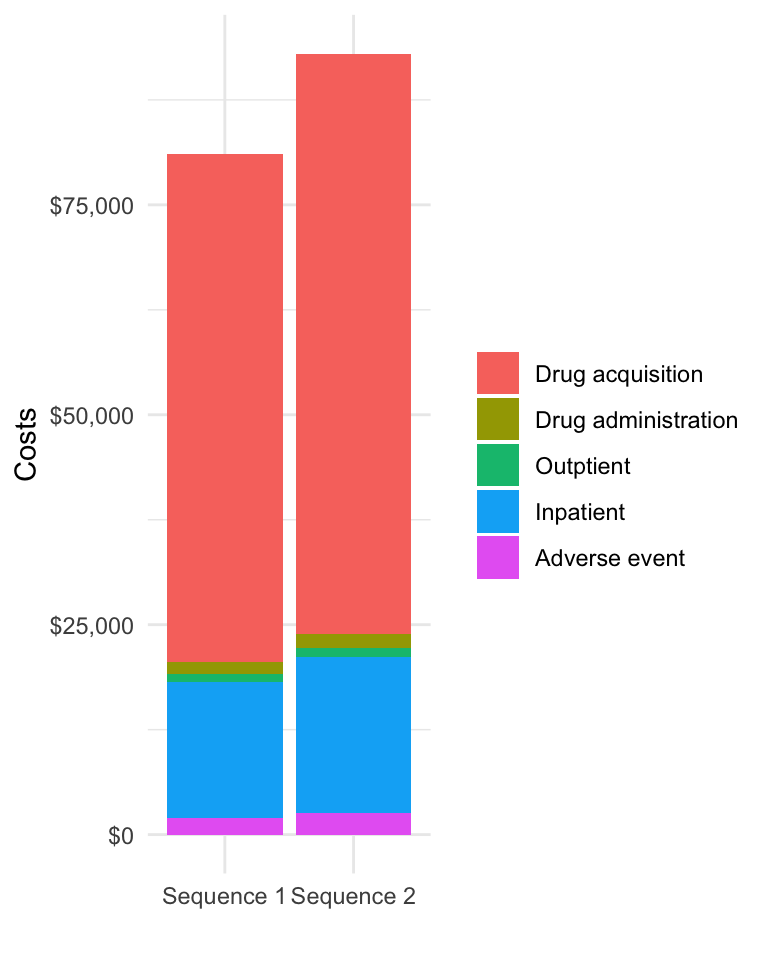 Costs
$75,000
$50,000
$25,000
$0
Sequence 1 Sequence 2
Drug acquisition
Drug administration
Outptient
Inpatient
Adverse event